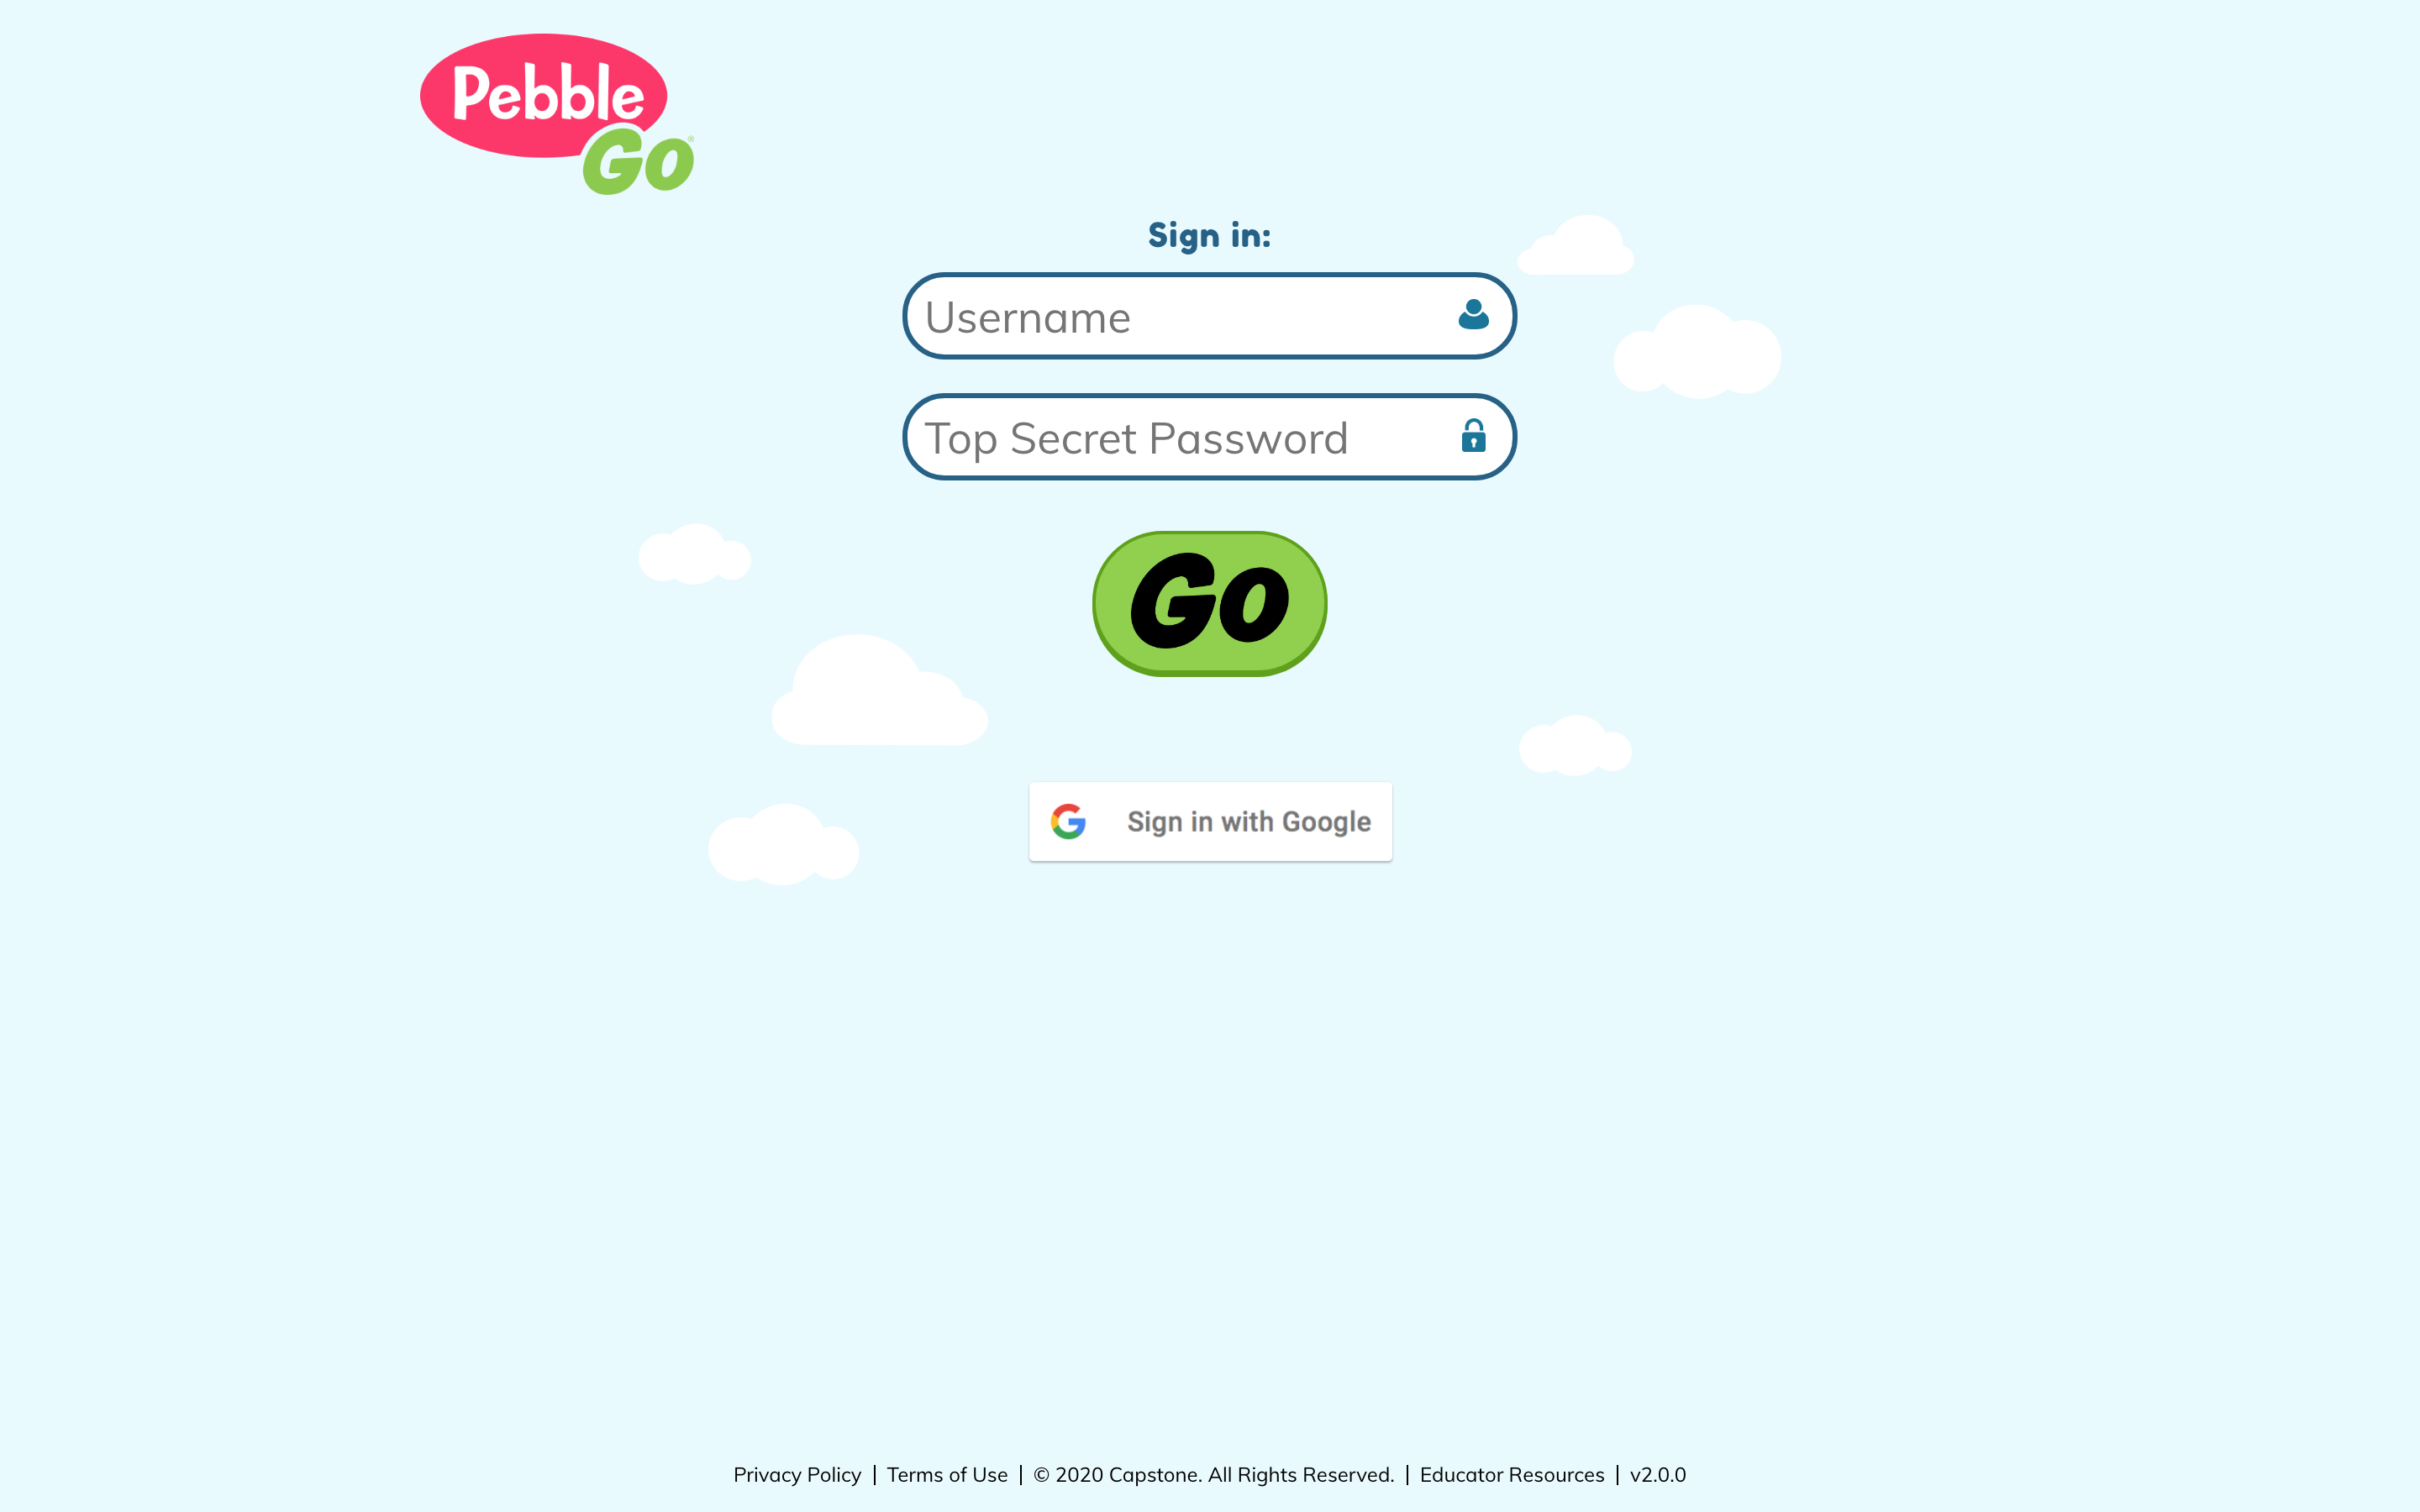 Pebble
Go®
Sign in:
Username
Top Secret Password
Go
Sign in with Google
Privacy Policy | Terms of Use | © 2020 Capstone. All Rights Reserved. | Educator Resources | v2.0.0